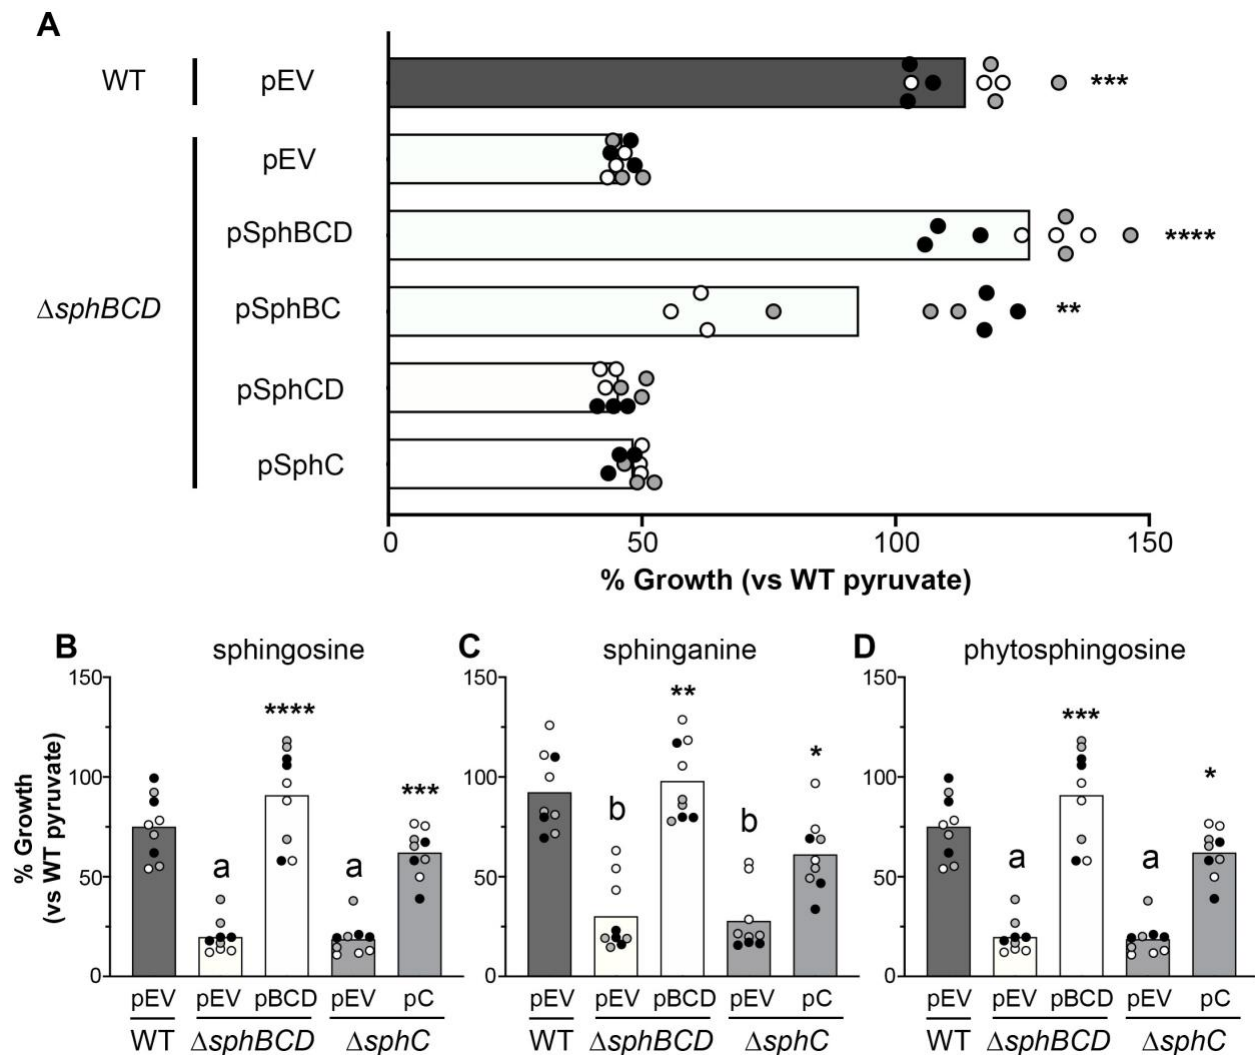 A
WT pEV ***
pEV
pSphBCD ****
ΔsphBCD pSphBC **
pSphCD
pSphC
0 50 100 150
% Growth (vs WT pyruvate)
B sphingosine C sphinganine D phytosphingosine
% Growth
(vs WT pyruvate)
150 150 150
100 100 100
50 50 50
0 0 0
a **** a ***
b ** b *
a *** a *
pEV pEV pBCD pEV pC pEV pEV pBCD pEV pC pEV pEV pBCD pEV pC
WT ΔsphBCD ΔsphC WT ΔsphBCD ΔsphC WT ΔsphBCD ΔsphC